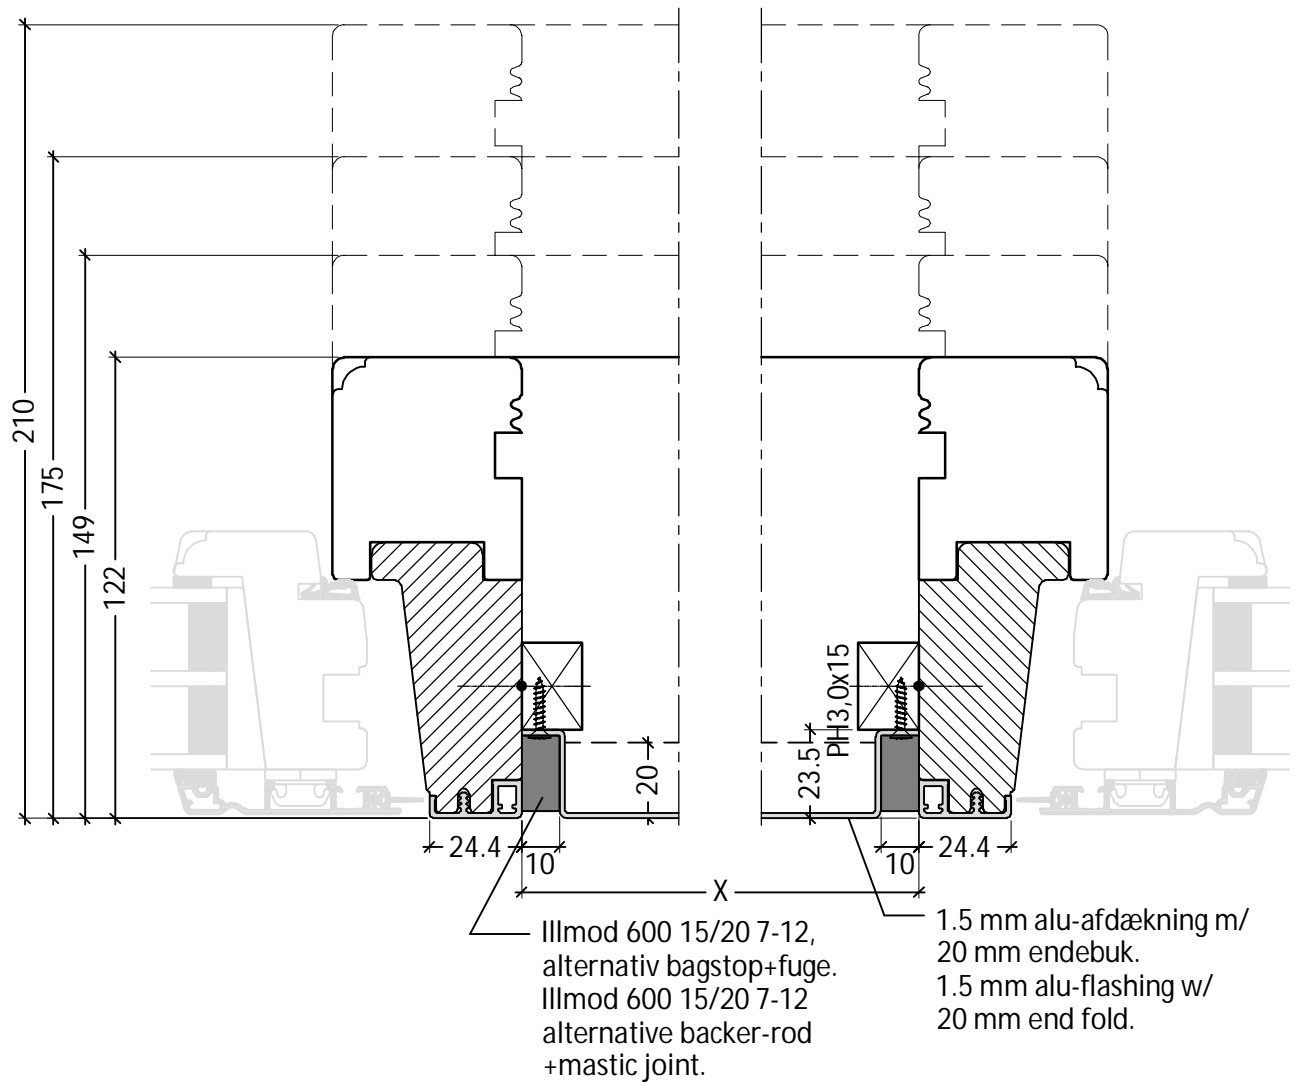 210
175
149
122
PH3,0x15
20
23.5
24.4
10
10
24.4
X
Illmod 600 15/20 7-12,
alternativ bagstop+fuge.
Illmod 600 15/20 7-12
alternative backer-rod
+mastic joint.
1.5 mm alu-afdækning m/
20 mm endebuk.
1.5 mm alu-flashing w/
20 mm end fold.